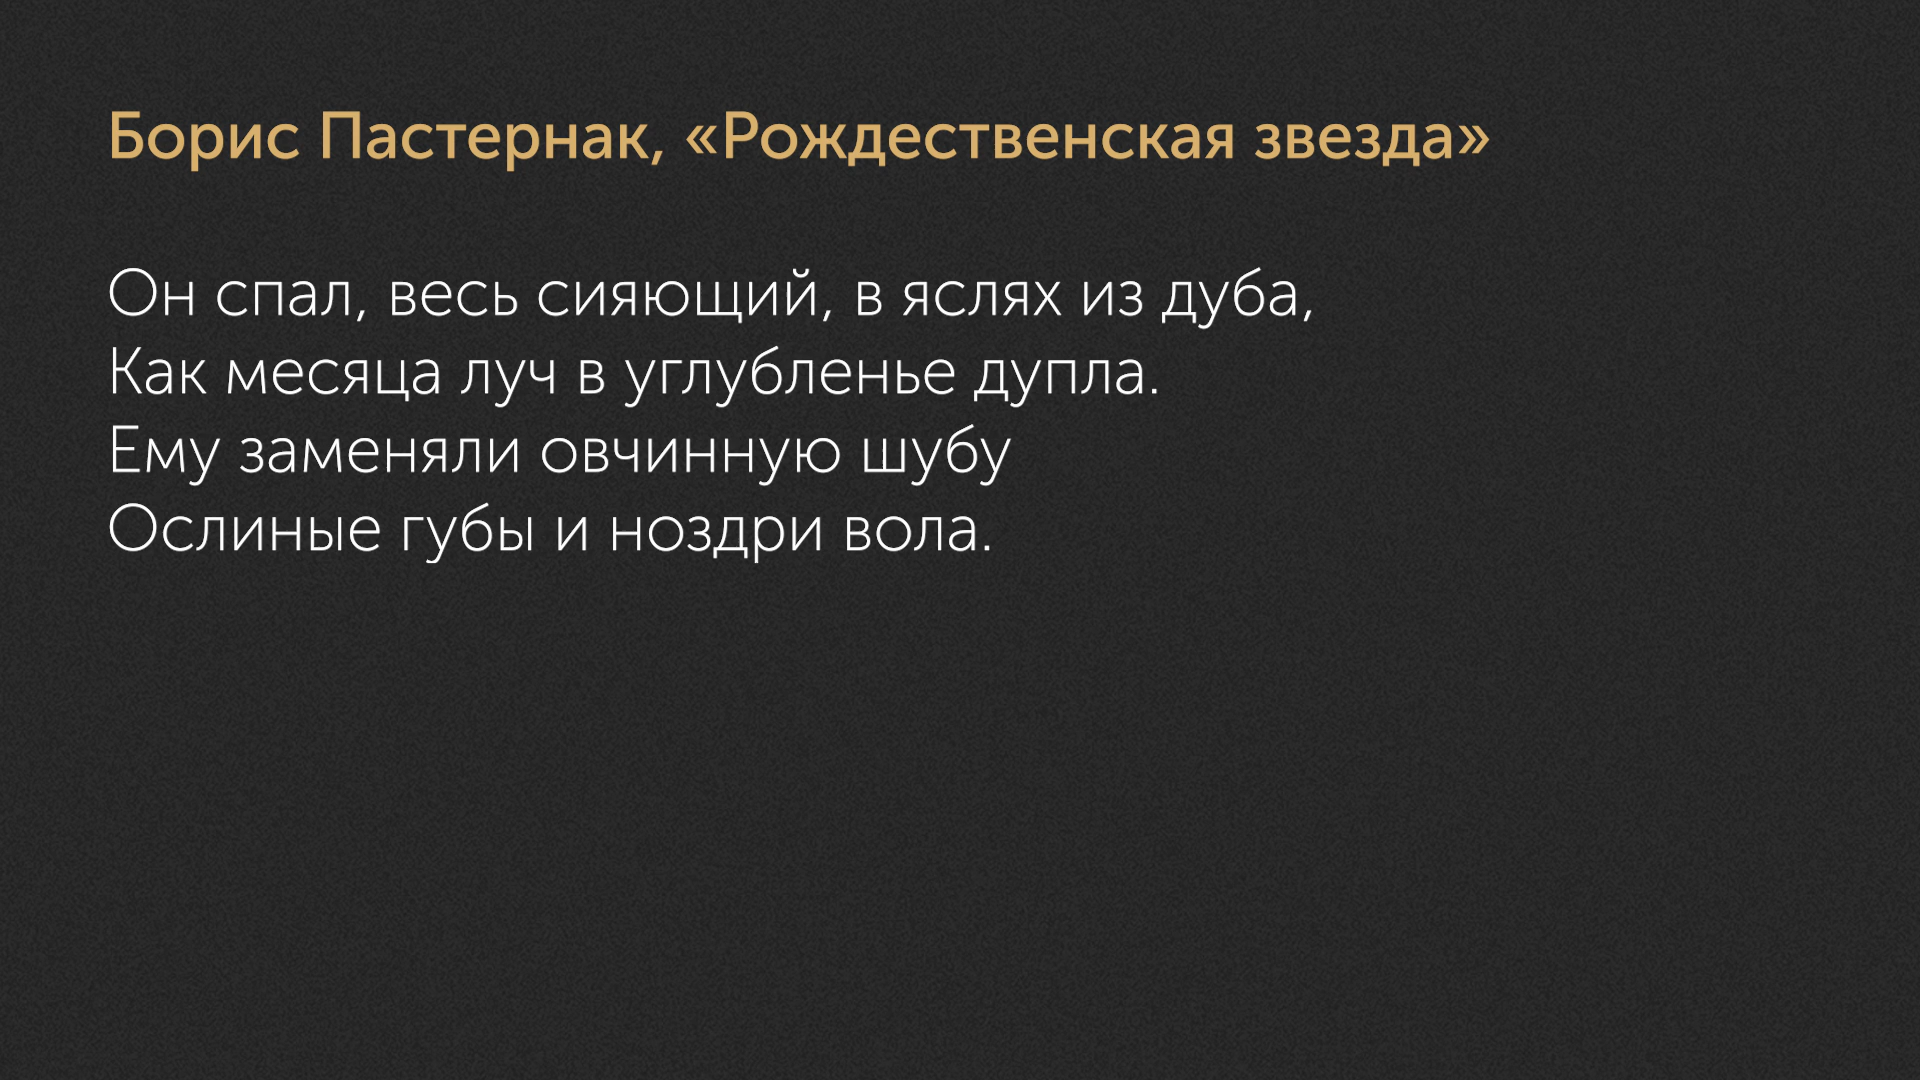 Борис Пастернак, «Рождественская звезда»
Он спал, весь сияющий, в яслях из дуба,
Как месяца луч в углубленье дупла.
Ему заменяли овчинную шубу
Ослиные губы и ноздри вола.